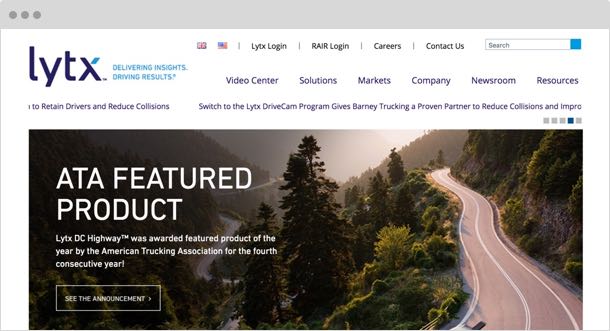 Lytx Login | RAIR Login | Careers | Contact Us Search
lytx™ DELIVERING INSIGHTS.
DRIVING RESULTS.®
Video Center Solutions Markets Company Newsroom Resources
to Retain Drivers and Reduce Collisions Switch to the Lytx DriveCam Program Gives Barney Trucking a Proven Partner to Reduce Collisions and Impro
ATA FEATURED
PRODUCT
Lytx DC Highway™ was awarded featured product of the
year by the American Trucking Association for the fourth
consecutive year!
SEE THE ANNOUNCEMENT >